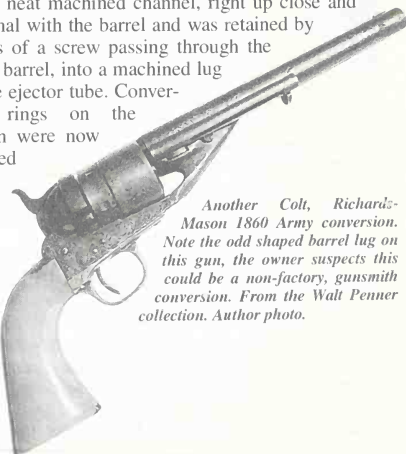 neat machined channel, right up close and
nal with the barrel and was retained by
s of a screw passing through the
barrel, into a machined lug
e ejector tube. Conver-
rings on the
n were now
ed
Another Colt, Richards-
Mason 1860 Army conversion.
Note the odd shaped barrel lug on
this gun, the owner suspects this
could be a non-factory, gunsmith
conversion. From the Walt Penner
collection. Author photo.